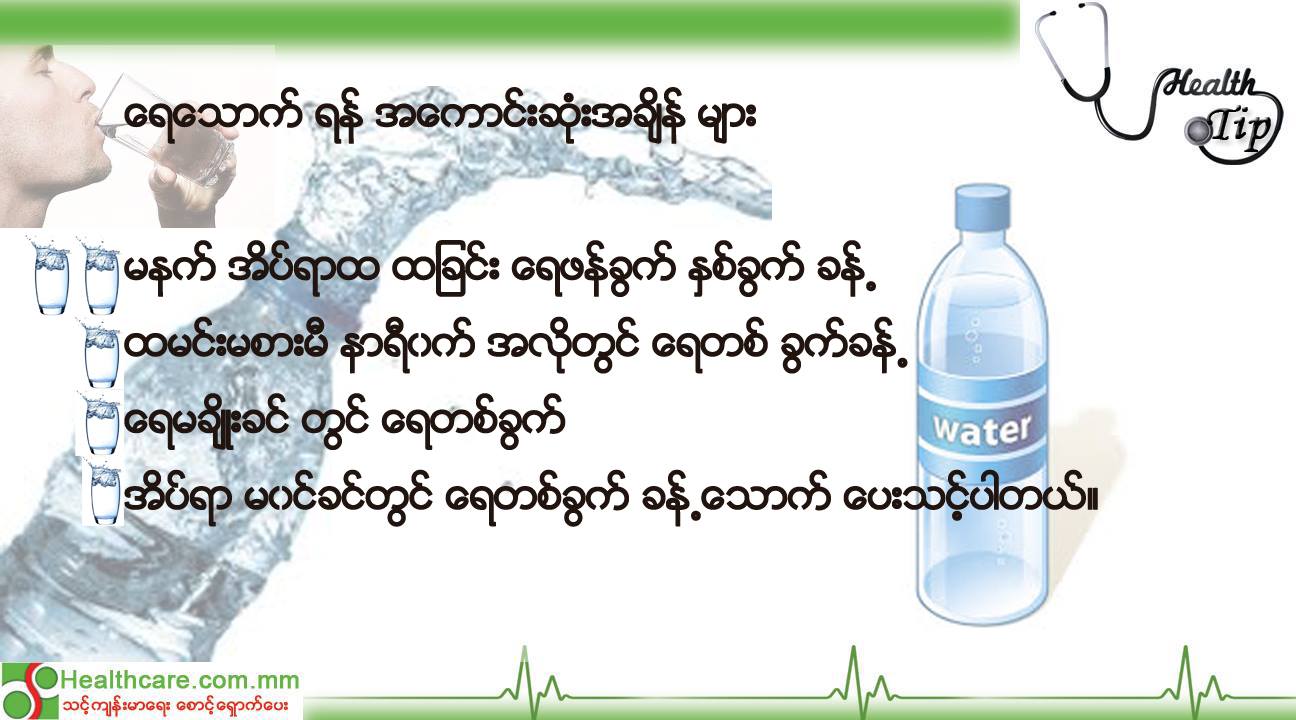 Health
Tip
ရေသောက် ရန် အကောင်းဆုံးအချိန် များ
မနက် အိပ်ရာထ ထခြင်း ရေဖန်ခွက် နှစ်ခွက် ခန့်
ထမင်းမစားမီ နာရီဝက် အလိုတွင် ရေတစ် ခွက်ခန့်
ရေမချိုးခင် တွင် ရေတစ်ခွက်
အိပ်ရာ မဝင်ခင်တွင် ရေတစ်ခွက် ခန့်သောက် ပေးသင့်ပါတယ်။
water
Healthcare.com.mm
သင့်ကျန်းမာရေး စောင့်ရှောက်ပေး